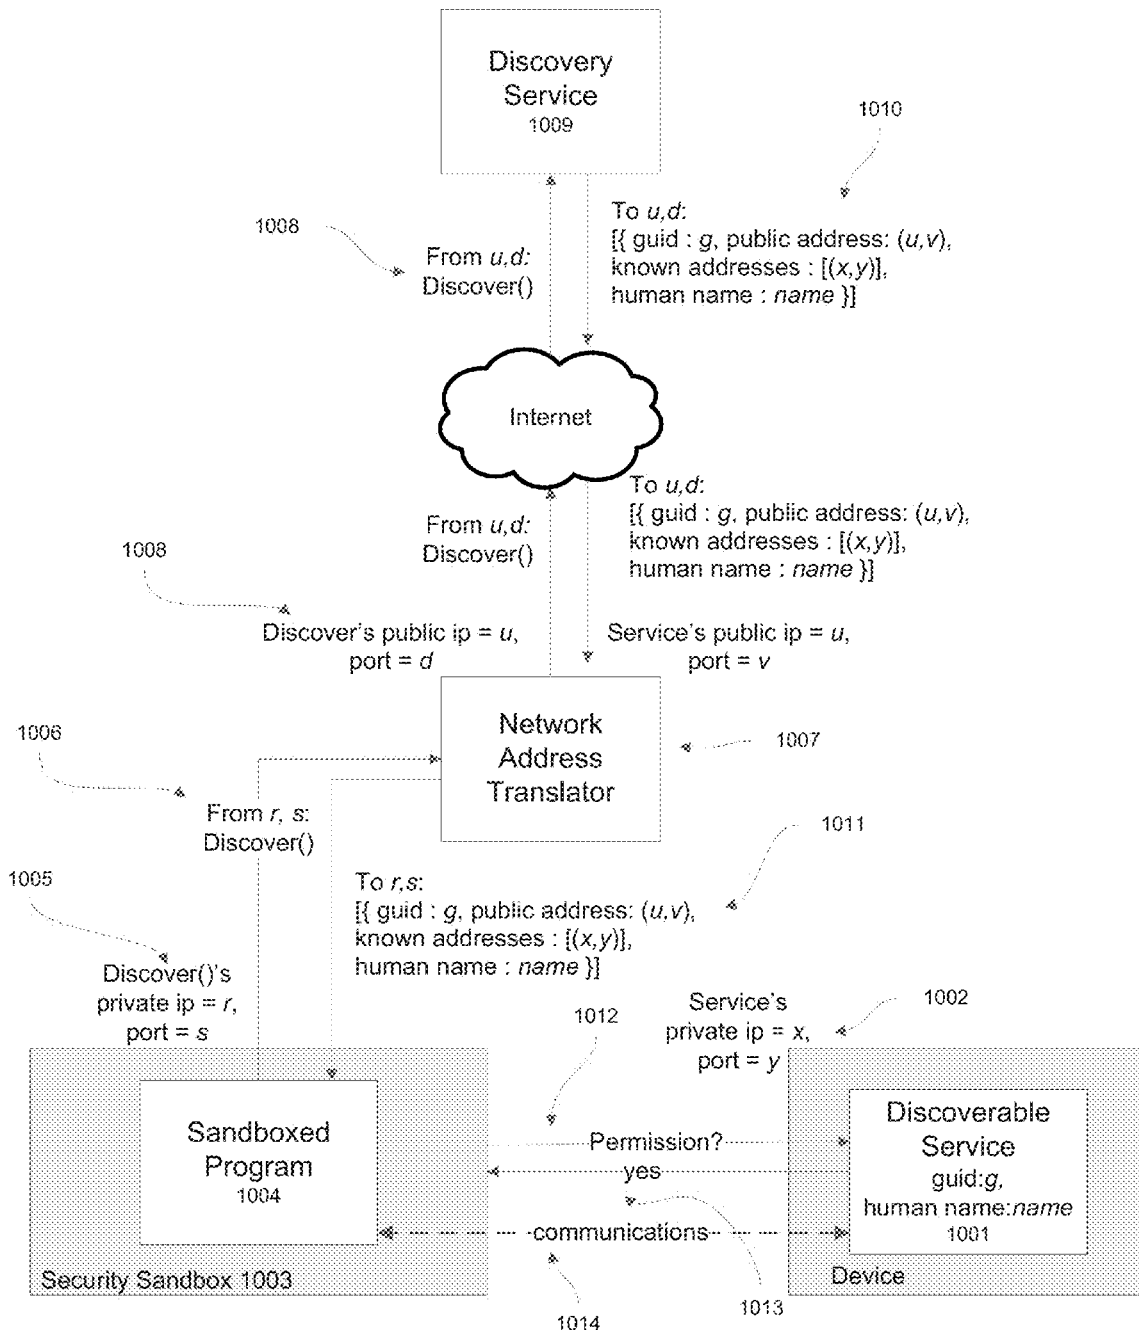 Discovery
Service
1009
1010
1008
From u,d:
Discover()
To u,d:
[{ guid : g, public address: (u,v),
known addresses : [(x,y)],
human name : name }]
Internet
From u,d:
Discover()
To u,d:
[{ guid : g, public address: (u,v),
known addresses : [(x,y)],
human name : name }]
1008
Discover's public ip = u,
port = d
Service's public ip = u,
port = v
Network
Address
Translator
1007
1006
From r, s:
Discover()
1011
1005
To r,s:
[{ guid : g, public address: (u,v),
known addresses : [(x,y)],
human name : name }]
Discover()'s
private ip = r,
port = s
1012
Service's
private ip = x,
port = y
1002
Sandboxed
Program
1004
Security Sandbox 1003
Permission?
yes
communications
Discoverable
Service
guid:g,
human name:name
1001
Device
1013
1014